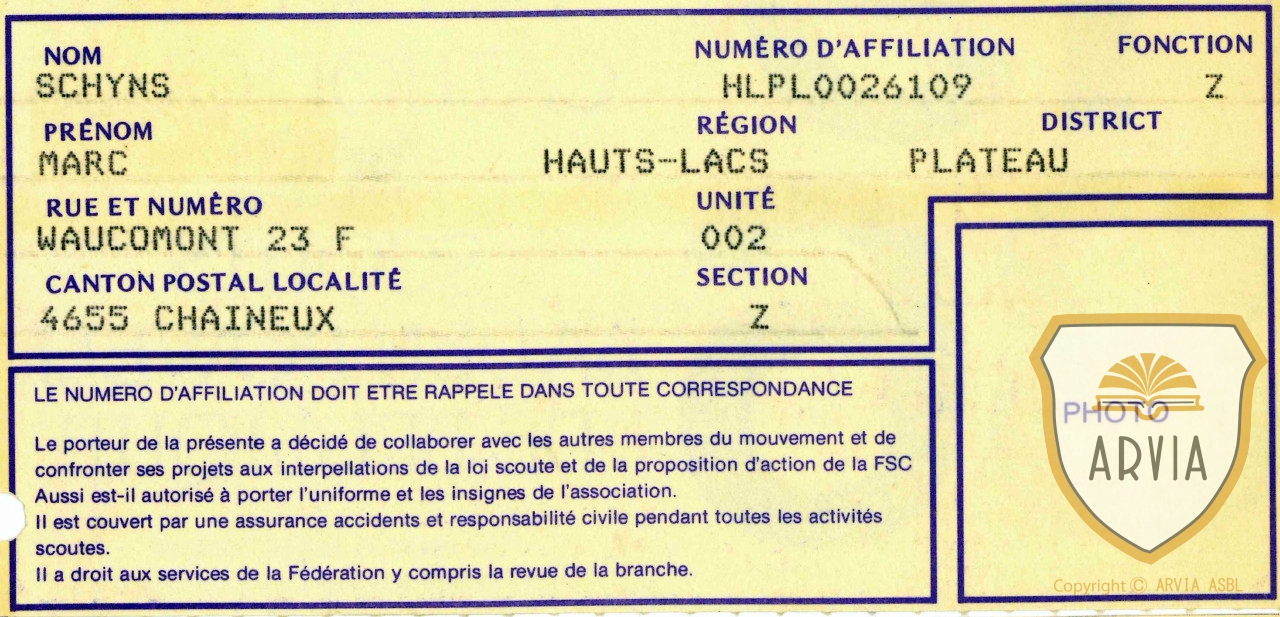 NOM NUMÉRO D'AFFILIATION FONCTION
SCHYNS HLPL0026109 Z
PRÉNOM RÉGION DISTRICT
MARC HAUTS-LACS PLATEAU
RUE ET NUMÉRO UNITÉ
WAUCOMONT 23 F 002
CANTON POSTAL LOCALITÉ SECTION
4655 CHAINEUX Z
LE NUMERO D'AFFILIATION DOIT ETRE RAPPELE DANS TOUTE CORRESPONDANCE
Le porteur de la présente a décidé de collaborer avec les autres membres du mouvement et de
confronter ses projets aux interpellations de la loi scoute et de la proposition d'action de la FSC
Aussi est-il autorisé à porter l'uniforme et les insignes de l'association.
Il est couvert par une assurance accidents et responsabilité civile pendant toutes les activités
scoutes.
Il a droit aux services de la Fédération y compris la revue de la branche.
PHOTO
ARVIA
Copyright © ARVIA ASBL